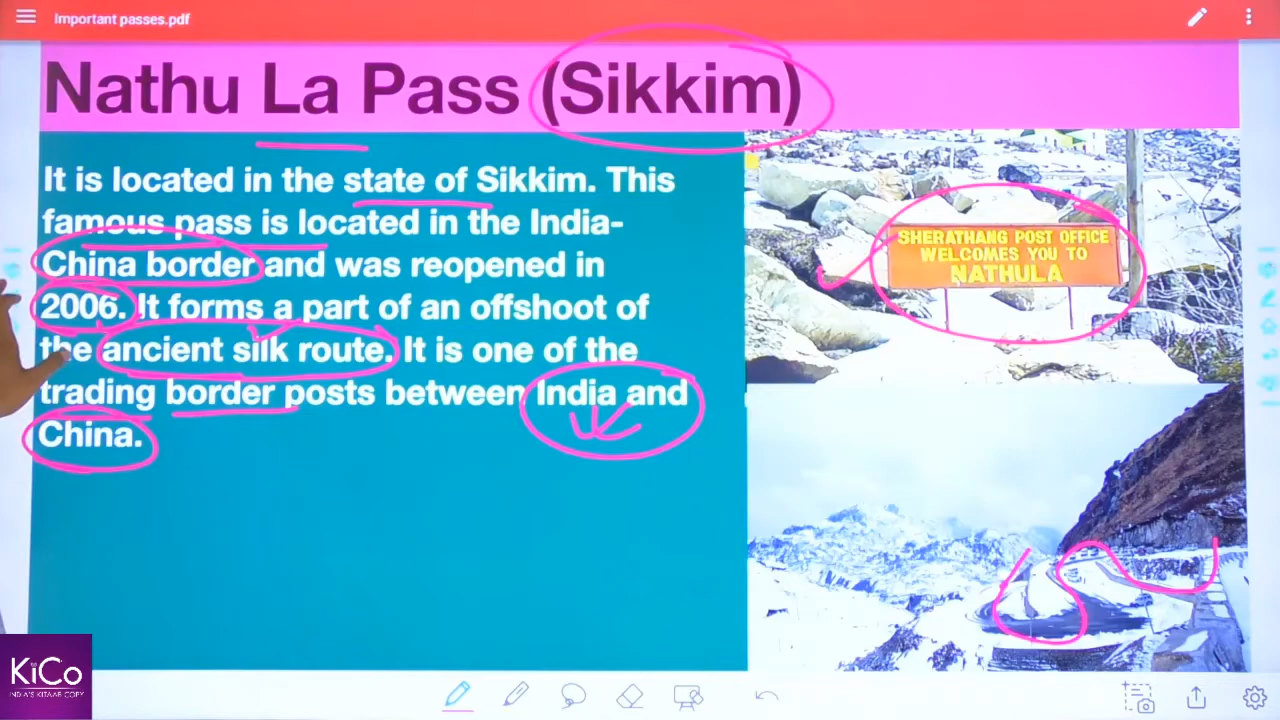 Important passes.pdf
Nathu La Pass (Sikkim)
It is located in the state of Sikkim. This
famous pass is located in the India-
China border and was reopened in
2006. It forms a part of an offshoot of
the ancient silk route. It is one of the
trading border posts between India and
China.
SHERATHANG POST OFFICE
WELCOMES YOU TO
NATHULA
KiCo
INDIA'S KITAAB COPY